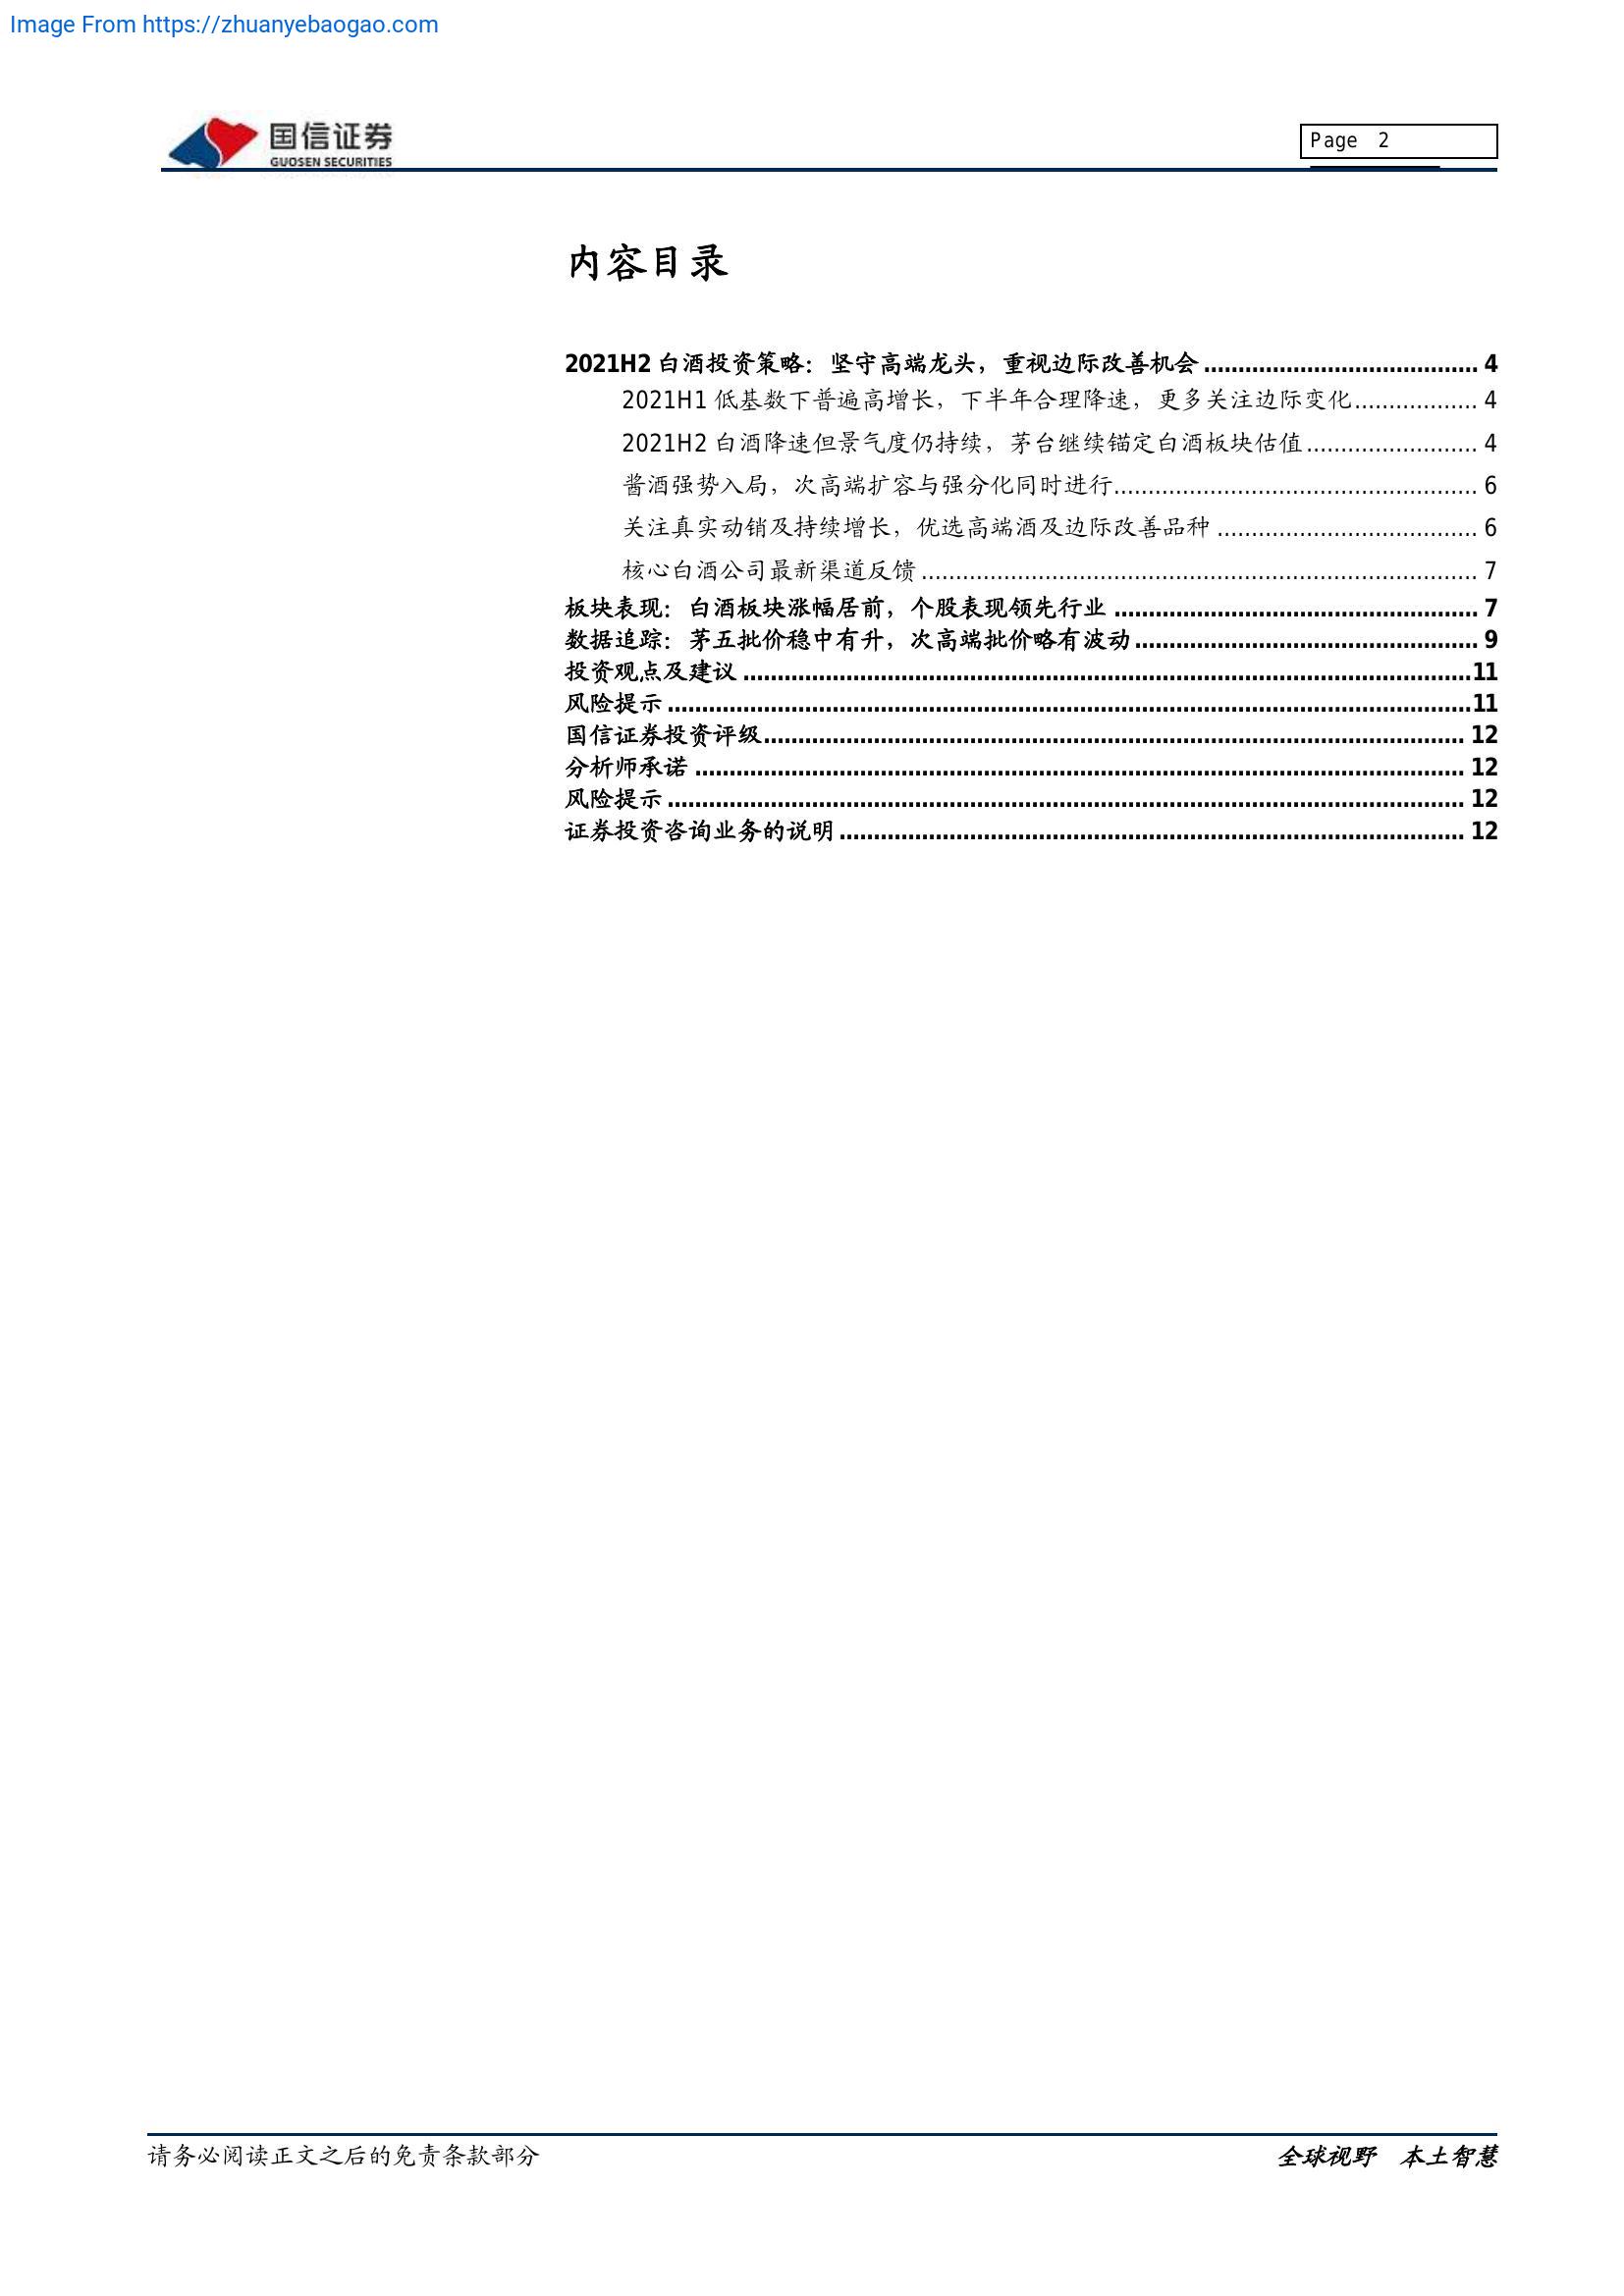 Image From https://zhuanyebaogao.com
国信证券
GUOSEN SECURITIES
Page 2
内容目录
2021H2 白酒投资策略：坚守高端龙头，重视边际改善机会........................................ 4
2021H1 低基数下普遍高增长，下半年合理降速，更多关注边际变化.................. 4
2021H2 白酒降速但景气度仍持续，茅台继续锚定白酒板块估值......................... 4
酱酒强势入局，次高端扩容与强分化同时进行..................................................... 6
关注真实动销及持续增长，优选高端酒及边际改善品种...................................... 6
核心白酒公司最新渠道反馈................................................................................. 7
板块表现：白酒板块涨幅居前，个股表现领先行业..................................................... 7
数据追踪：茅五批价稳中有升，次高端批价略有波动.................................................. 9
投资观点及建议..........................................................................................................11
风险提示.....................................................................................................................11
国信证券投资评级...................................................................................................... 12
分析师承诺................................................................................................................ 12
风险提示.................................................................................................................... 12
证券投资咨询业务的说明........................................................................................... 12
请务必阅读正文之后的免责条款部分
全球视野 本土智慧